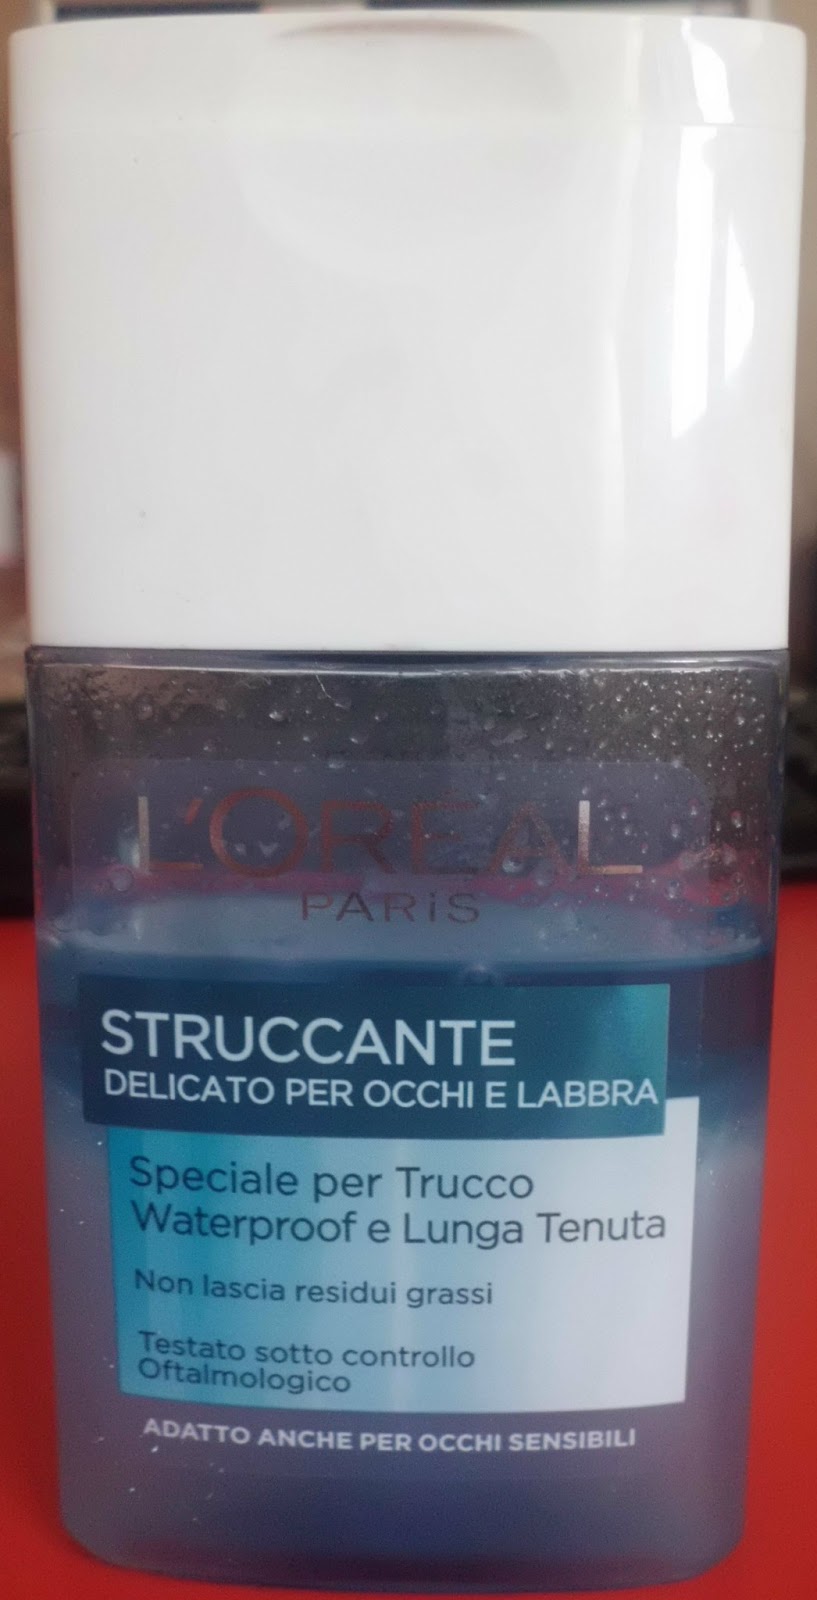 L'ORÉAL
PARIS
STRUCCANTE
DELICATO PER OCCHI E LABBRA
Speciale per Trucco
Waterproof e Lunga Tenuta
Non lascia residui grassi
Testato sotto controllo
Oftalmologico
ADATTO ANCHE PER OCCHI SENSIBILI